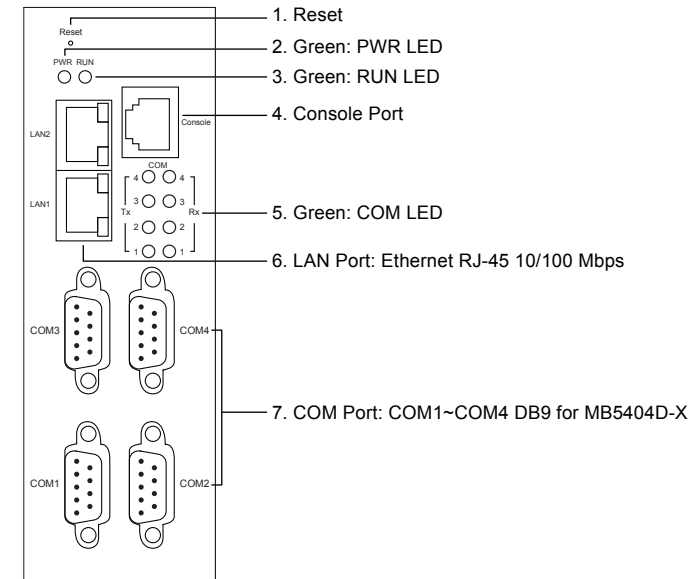 1. Reset
Reset
2. Green: PWR LED
PWR RUN
3. Green: RUN LED
4. Console Port
LAN2
Console
COM
4 4
LAN1
3 3
Tx Rx
5. Green: COM LED
2 2
1 1
6. LAN Port: Ethernet RJ-45 10/100 Mbps
COM3 COM4
7. COM Port: COM1~COM4 DB9 for MB5404D-X
COM1 COM2